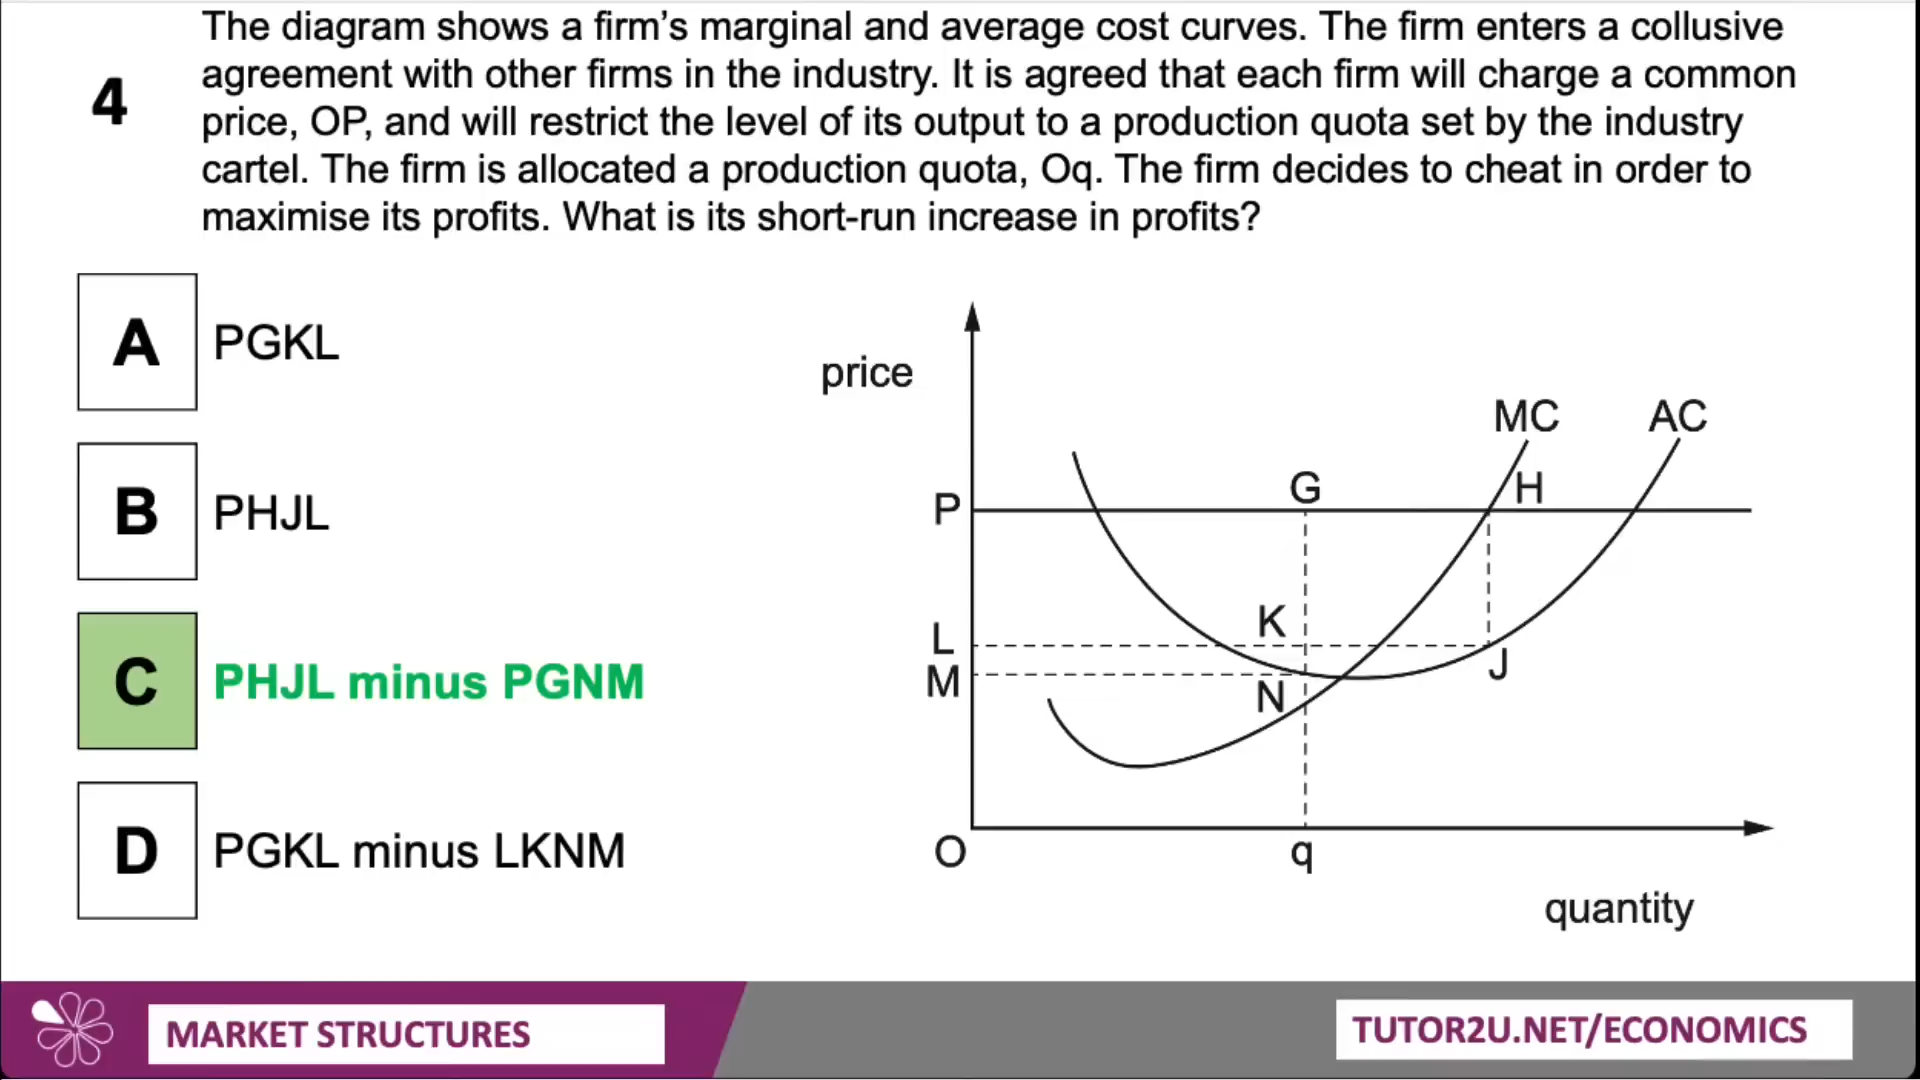 The diagram shows a firm’s marginal and average cost curves. The firm enters a collusive
agreement with other firms in the industry. It is agreed that each firm will charge a common
price, OP, and will restrict the level of its output to a production quota set by the industry
cartel. The firm is allocated a production quota, Oq. The firm decides to cheat in order to
maximise its profits. What is its short-run increase in profits?
4
A PGKL
B PHJL
C PHJL minus PGNM
D PGKL minus LKNM
price
MC AC
P G H
K
L
M N J
O q
quantity
MARKET STRUCTURES
TUTOR2U.NET/ECONOMICS